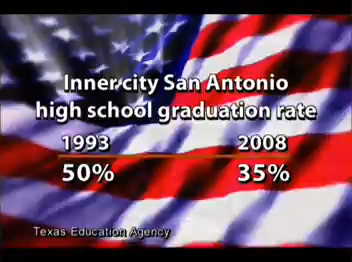 Inner city San Antonio
high school graduation rate
1993 2008
50% 35%
Texas Education Agency